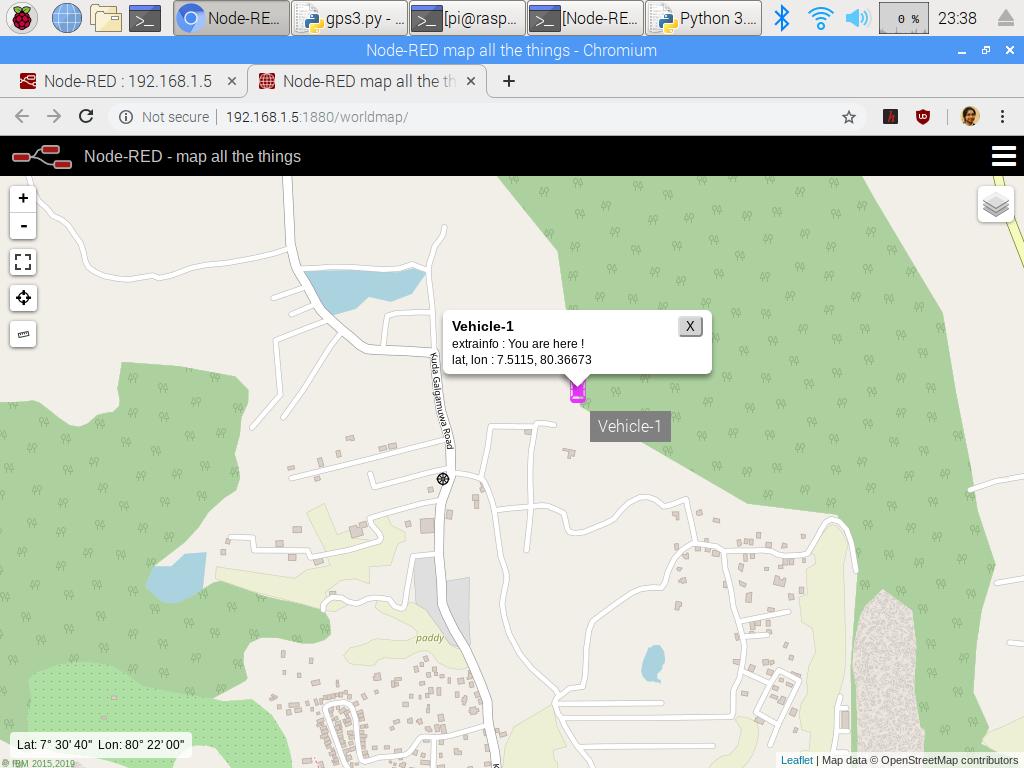 Node-RE...
gps3.py - ...
[pi@rasp...
[Node-RE...
Python 3....
0 %
23:38
Node-RED map all the things - Chromium
Node-RED : 192.168.1.5
Node-RED map all the th
Not secure
192.168.1.5:1880/worldmap/
h
UD
Node-RED - map all the things
+
-
Vehicle-1
X
extrainfo : You are here !
lat, lon : 7.5115, 80.36673
Vehicle-1
Kuda Galgamuwa Road
paddy
Lat: 7° 30' 40" Lon: 80° 22' 00"
© IBM 2015,2019
K
Leaflet | Map data © OpenStreetMap contributors